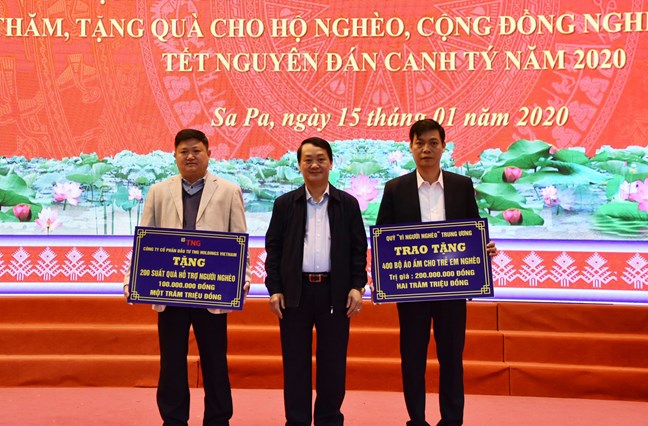 THĂM, TẶNG QUÀ CHO HỘ NGHÈO, CỘNG ĐỒNG
TẾT NGUYÊN ĐÁN CANH TÝ NĂM 2020
Sa Pa, ngày 15 tháng 01 năm 2020
TNG
CÔNG TY CỔ PHẦN ĐẦU TƯ TNG HOLDINGS VIETNAM
TẶNG
200 SUẤT QUÀ HỖ TRỢ NGƯỜI NGHÈO
100.000.000 ĐỒNG
MỘT TRĂM TRIỆU ĐỒNG
QUỸ "VÌ NGƯỜI NGHÈO" TRUNG ƯƠNG
TRAO TẶNG
400 BỘ ÁO ẤM CHO TRẺ EM NGHÈO
Trị giá : 200.000.000 ĐỒNG
HAI TRĂM TRIỆU ĐỒNG